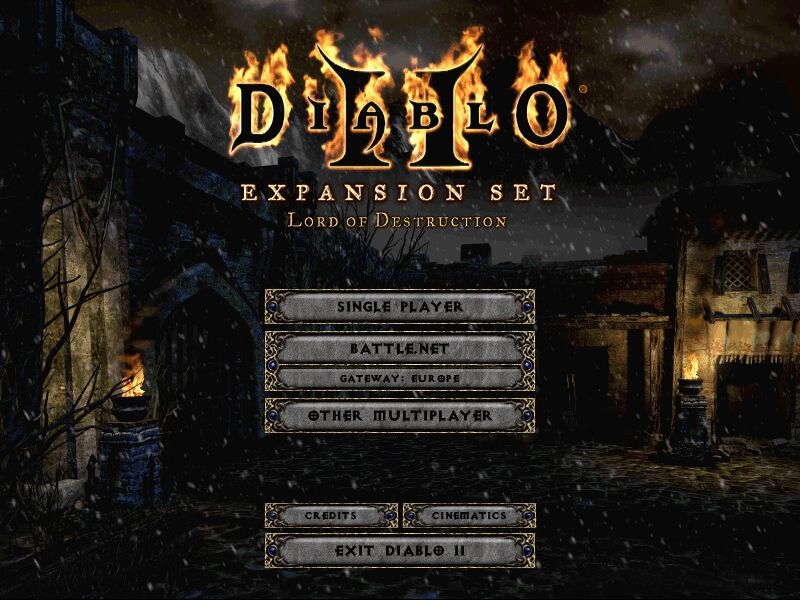 DIABLO II ®
EXPANSION SET
LORD OF DESTRUCTION
SINGLE PLAYER
BATTLE.NET
GATEWAY: EUROPE
OTHER MULTIPLAYER
CREDITS CINEMATICS
EXIT DIABLO II